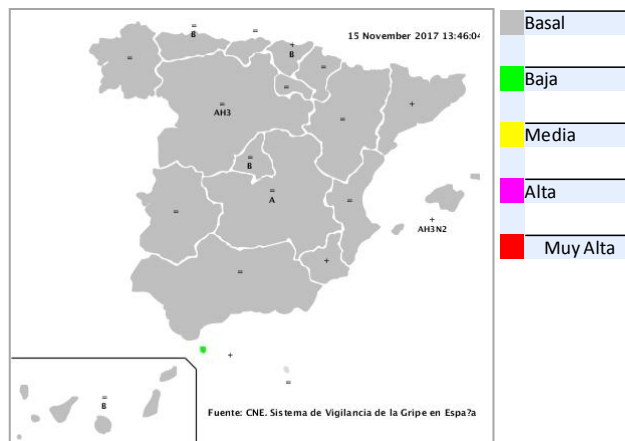 15 November 2017 13:46:04
=
B
=
+
B
=
=
=
+
=
AH3
=
=
B
=
A
=
=
+
AH3N2
+
=
+
=
=
B
Fuente: CNE. Sistema de Vigilancia de la Gripe en Espa?a
Basal
Baja
Media
Alta
Muy Alta